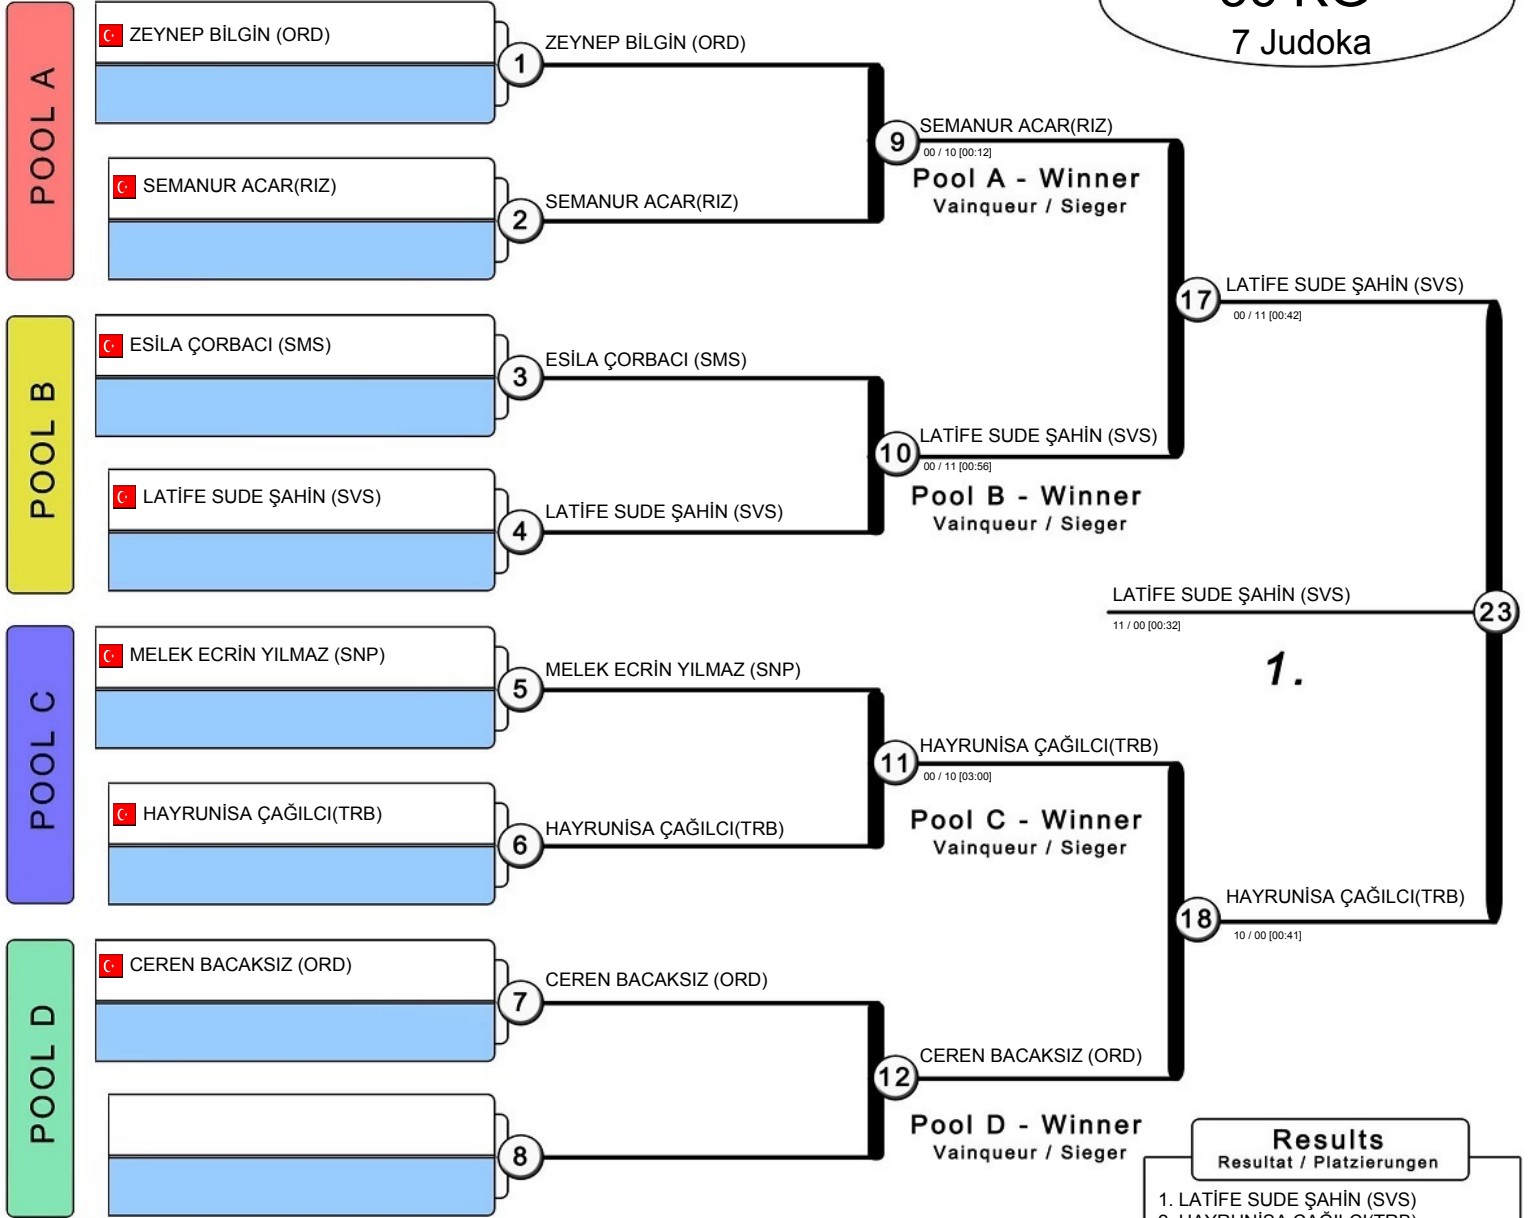 7 Judoka
POOL A
ZEYNEP BİLGİN (ORD)
1
ZEYNEP BİLGİN (ORD)
SEMANUR ACAR(RIZ)
2
SEMANUR ACAR(RIZ)
9
SEMANUR ACAR(RIZ)
00 / 10 [00:12]
Pool A - Winner
Vainqueur / Sieger
POOL B
ESİLA ÇORBACI (SMS)
3
ESİLA ÇORBACI (SMS)
LATİFE SUDE ŞAHİN (SVS)
4
LATİFE SUDE ŞAHİN (SVS)
10
LATİFE SUDE ŞAHİN (SVS)
00 / 11 [00:56]
Pool B - Winner
Vainqueur / Sieger
17
LATİFE SUDE ŞAHİN (SVS)
00 / 11 [00:42]
LATİFE SUDE ŞAHİN (SVS)
11 / 00 [00:32]
23
1.
POOL C
MELEK ECRİN YILMAZ (SNP)
5
MELEK ECRİN YILMAZ (SNP)
HAYRUNİSA ÇAĞILCI(TRB)
6
HAYRUNİSA ÇAĞILCI(TRB)
11
HAYRUNİSA ÇAĞILCI(TRB)
00 / 10 [03:00]
Pool C - Winner
Vainqueur / Sieger
18
HAYRUNİSA ÇAĞILCI(TRB)
10 / 00 [00:41]
POOL D
CEREN BACAKSIZ (ORD)
7
CEREN BACAKSIZ (ORD)
8
12
CEREN BACAKSIZ (ORD)
Pool D - Winner
Vainqueur / Sieger
Results
Resultat / Platzierungen
1. LATİFE SUDE ŞAHİN (SVS)
2. HAYRUNİSA ÇAĞILCI(TRB)